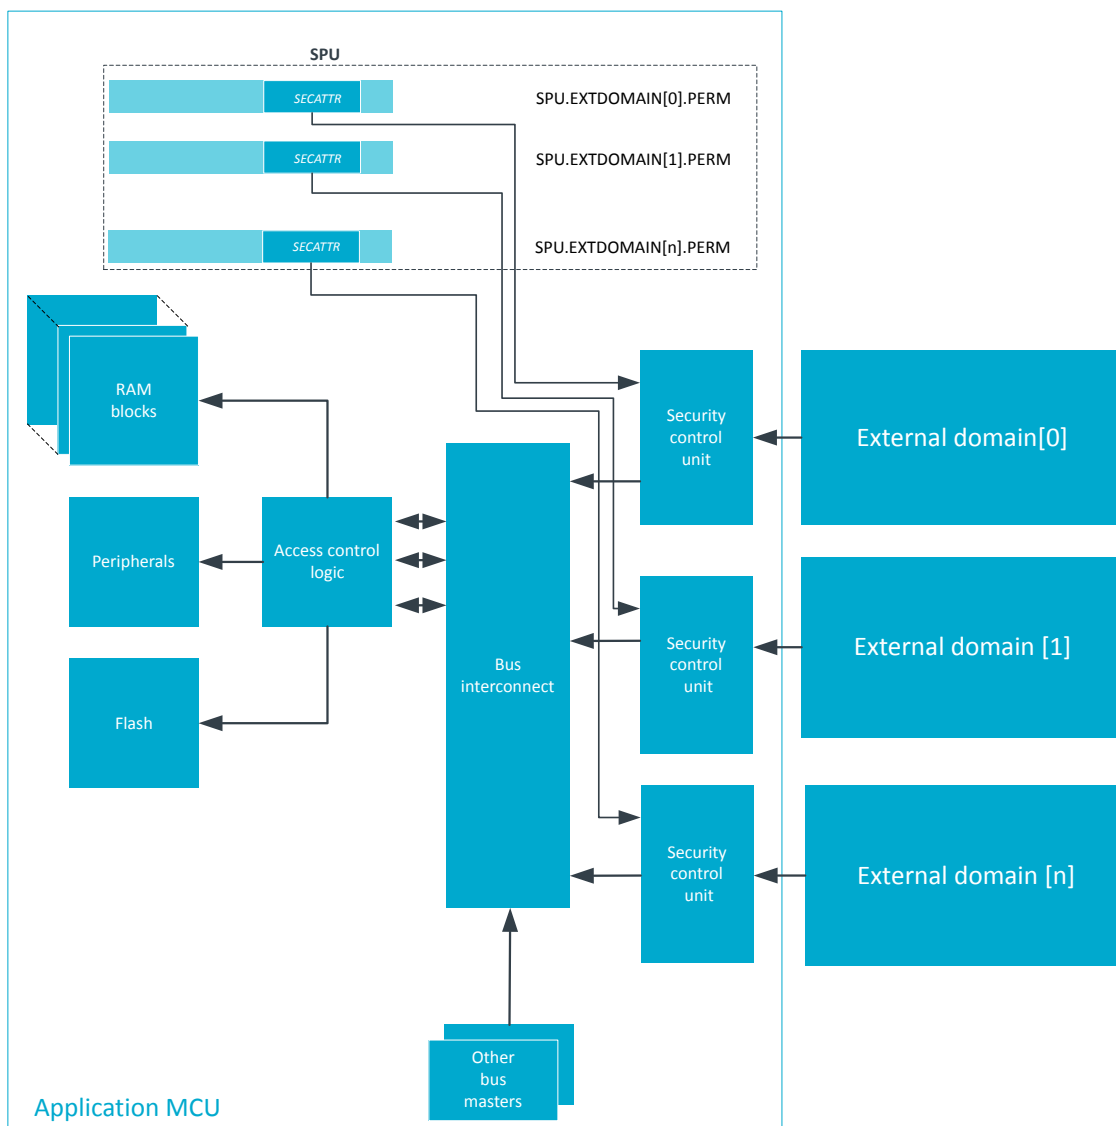 SPU
SECATTR
SPU.EXTDOMAIN[0].PERM
SECATTR
SPU.EXTDOMAIN[1].PERM
SECATTR
SPU.EXTDOMAIN[n].PERM
RAM
blocks
Security
control
unit
External domain[0]
Peripherals
Access control
logic
Bus
interconnect
Security
control
unit
External domain [1]
Flash
Security
control
unit
External domain [n]
Other
bus
masters
Application MCU